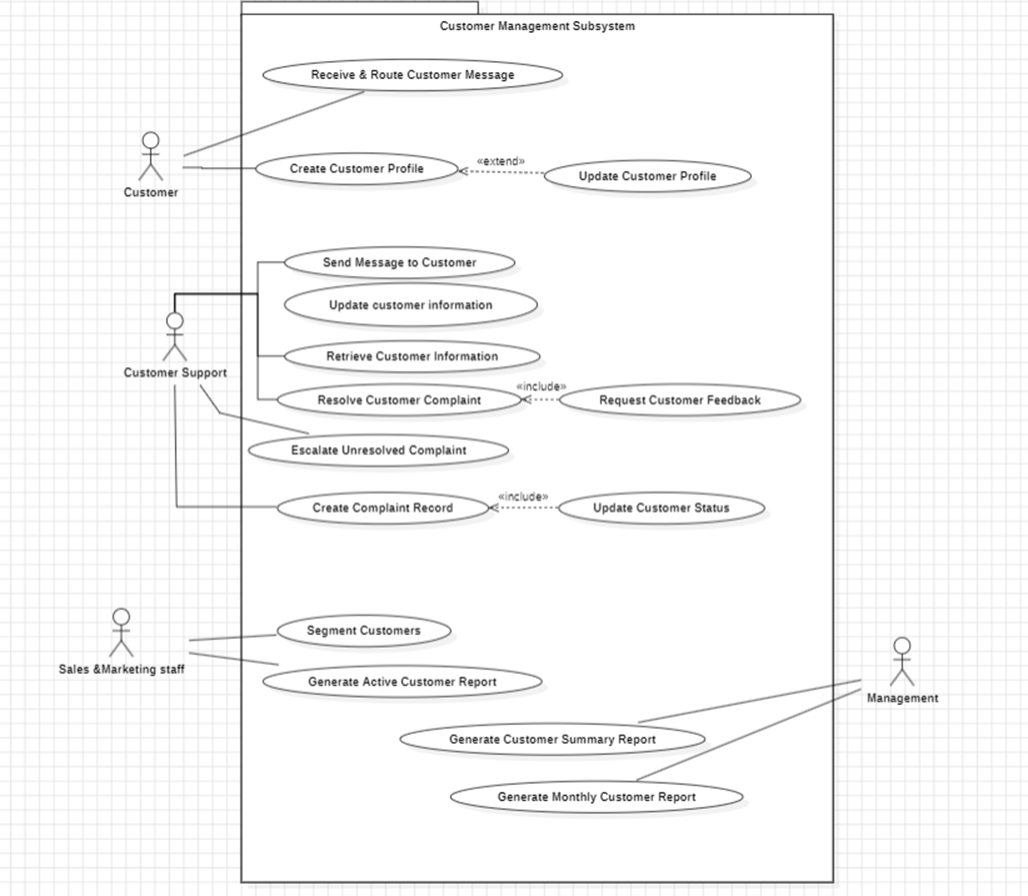 Customer Management Subsystem
Receive & Route Customer Message
Customer
Create Customer Profile
«extend»
Update Customer Profile
Send Message to Customer
Update customer information
Customer Support
Retrieve Customer Information
Resolve Customer Complaint
«include»
Request Customer Feedback
Escalate Unresolved Complaint
Create Complaint Record
«include»
Update Customer Status
Sales &Marketing staff
Segment Customers
Generate Active Customer Report
Management
Generate Customer Summary Report
Generate Monthly Customer Report